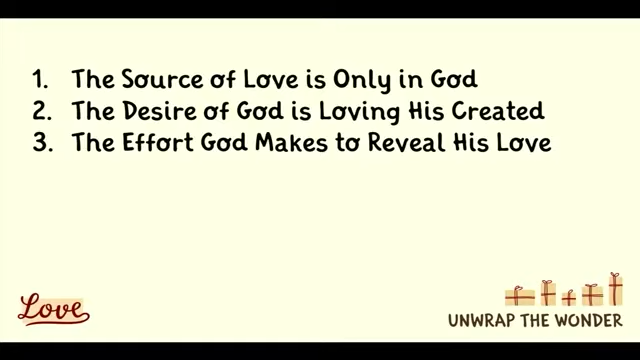 1. The Source of Love is Only in God
2. The Desire of God is Loving His Created
3. The Effort God Makes to Reveal His Love
Love
UNWRAP THE WONDER